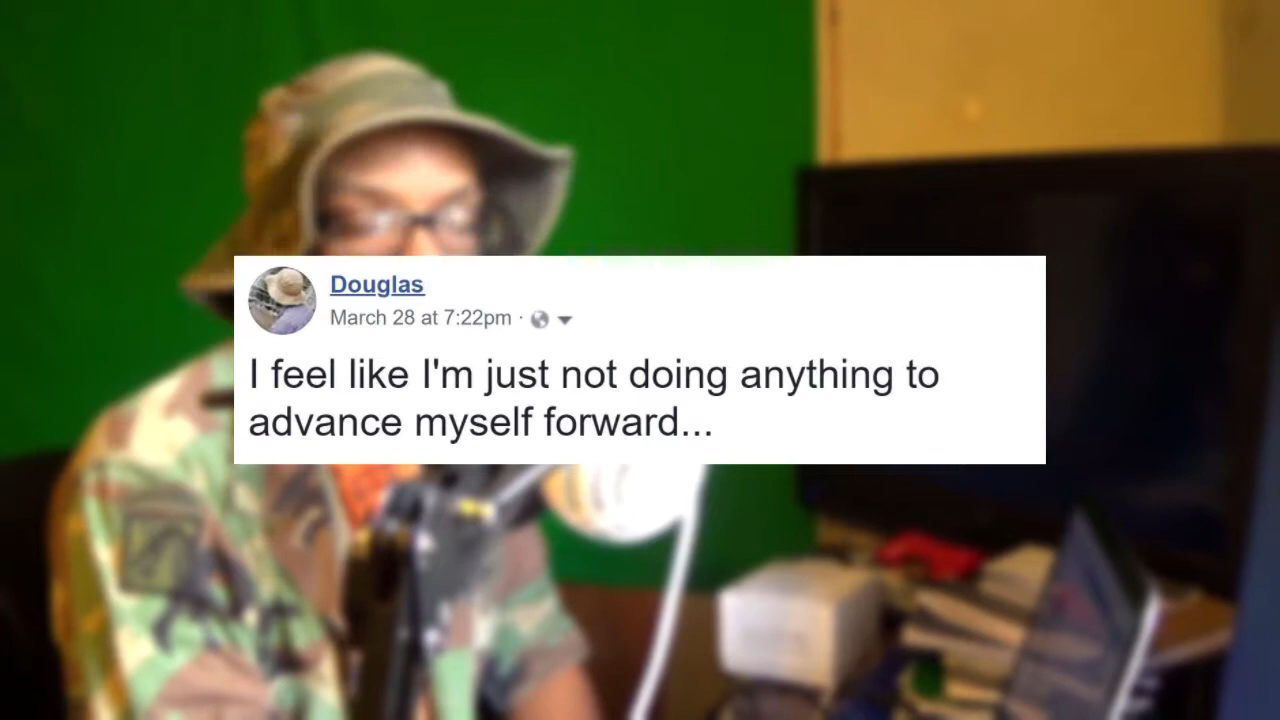 Douglas
March 28 at 7:22pm ·
I feel like I'm just not doing anything to
advance myself forward...